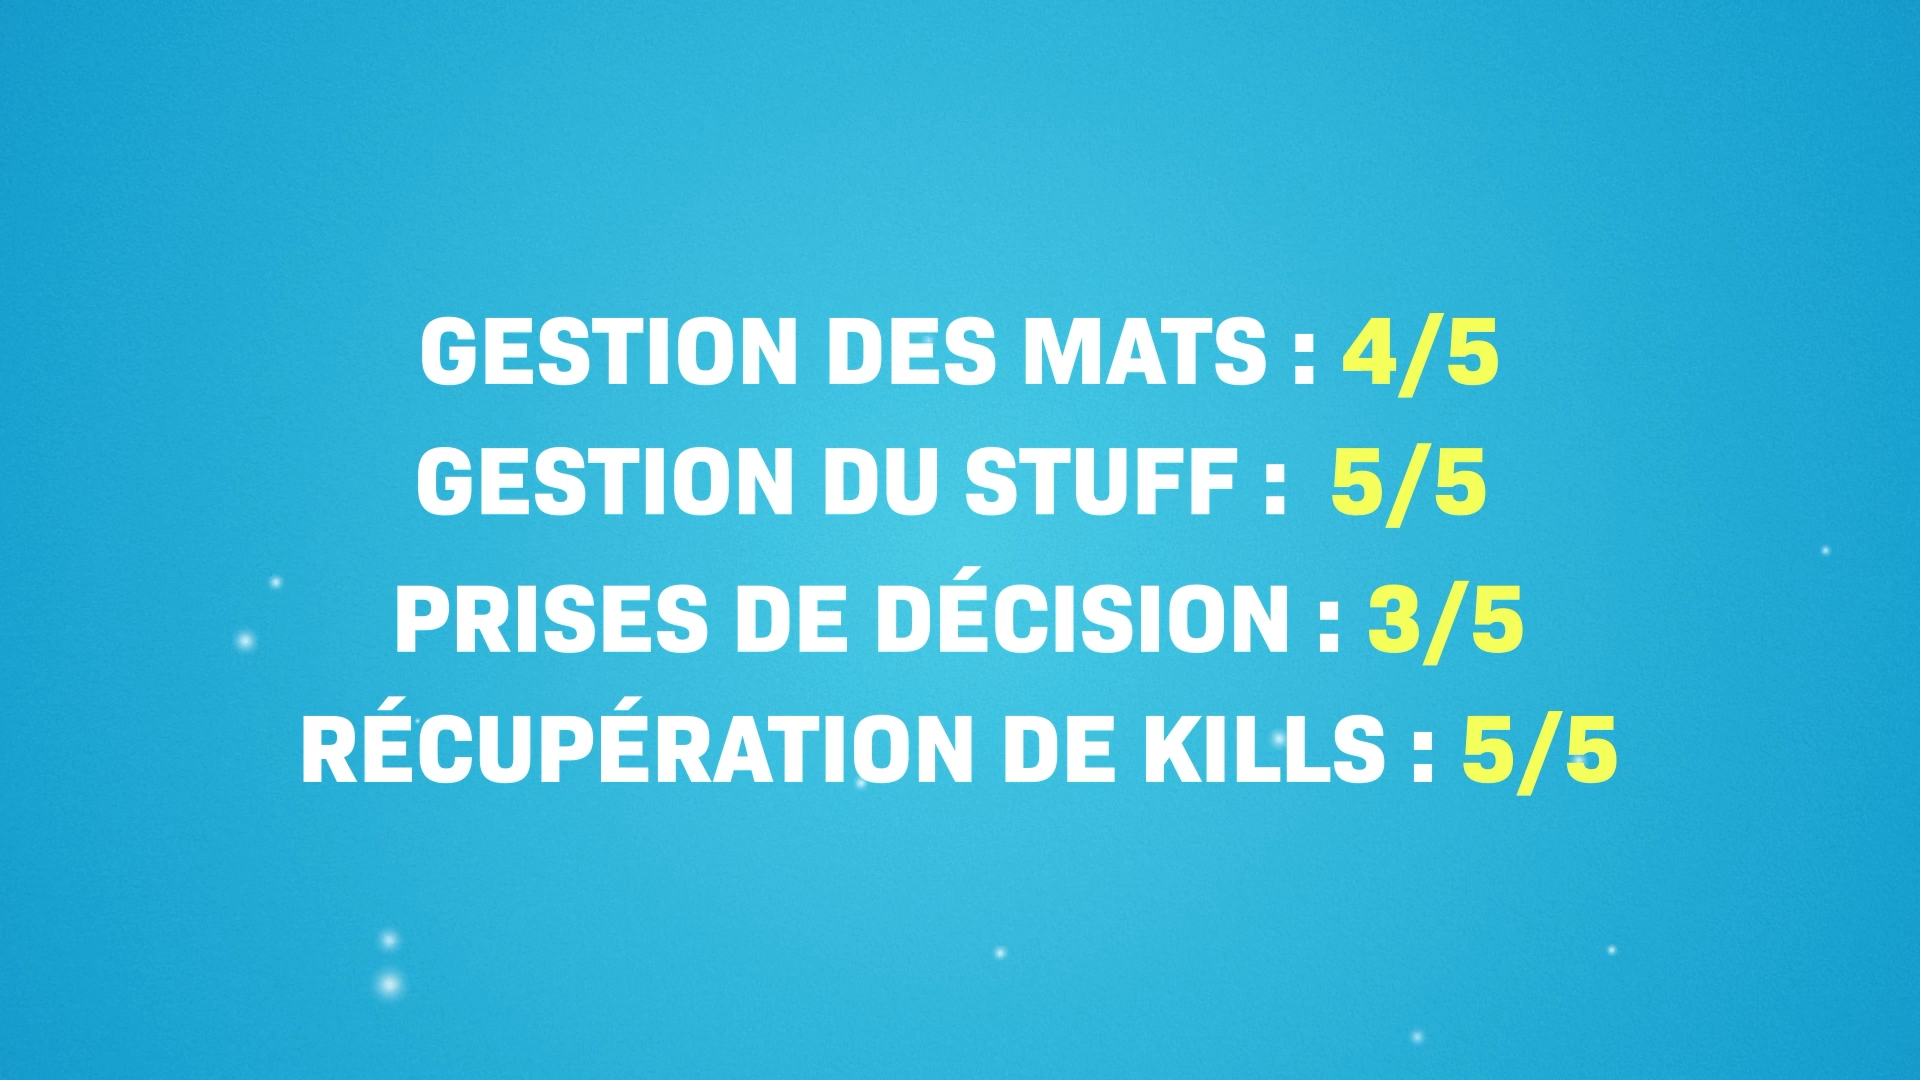 GESTION DES MATS : 4/5
GESTION DU STUFF : 5/5
PRISES DE DÉCISION : 3/5
RÉCUPÉRATION DE KILLS : 5/5